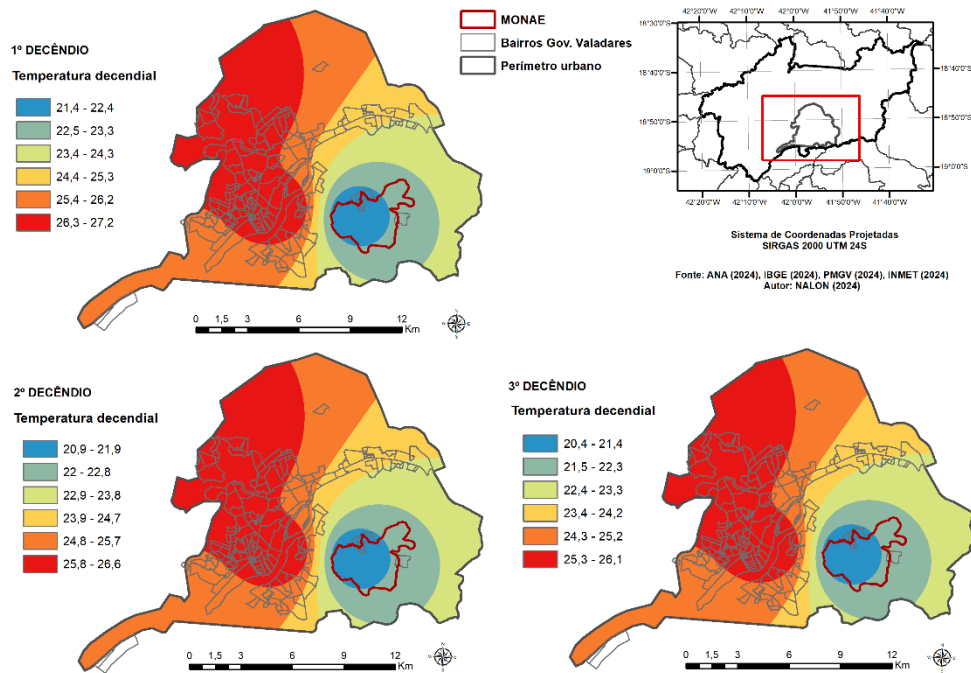 1º DECÊNDIO
Temperatura decendial
21,4 - 22,4
22,5 - 23,3
23,4 - 24,3
24,4 - 25,3
25,4 - 26,2
26,3 - 27,2
0 1,5 3 6 9 12
Km
MONAE
Bairros Gov. Valadares
Perímetro urbano
42°20'0"W 42°10'0"W 42°0'0"W 41°50'0"W 41°40'0"W
18°30'0"S
18°40'0"S
18°50'0"S
19°0'0"S
18°40'0"S
18°50'0"S
19°0'0"S
42°20'0"W 42°10'0"W 42°0'0"W 41°50'0"W 41°40'0"W
Sistema de Coordenadas Projetadas
SIRGAS 2000 UTM 24S
Fonte: ANA (2024), IBGE (2024), PMGV (2024), INMET (2024)
Autor: NALON (2024)
2º DECÊNDIO
Temperatura decendial
20,9 - 21,9
22 - 22,8
22,9 - 23,8
23,9 - 24,7
24,8 - 25,7
25,8 - 26,6
0 1,5 3 6 9 12
Km
3º DECÊNDIO
Temperatura decendial
20,4 - 21,4
21,5 - 22,3
22,4 - 23,3
23,4 - 24,2
24,3 - 25,2
25,3 - 26,1
0 1,5 3 6 9 12
Km